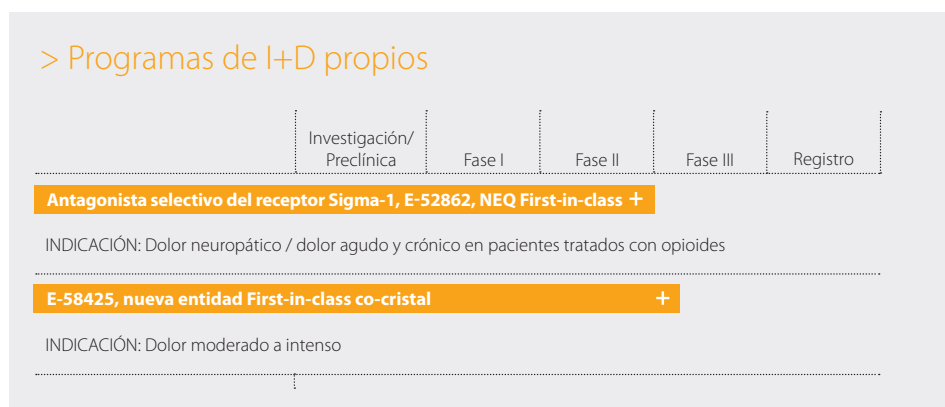 > Programas de I+D propios
Investigación/
Preclínica
Fase I
Fase II
Fase III
Registro
Antagonista selectivo del receptor Sigma-1, E-52862, NEQ First-in-class +
INDICACIÓN: Dolor neuropático / dolor agudo y crónico en pacientes tratados con opioides
E-58425, nueva entidad First-in-class co-cristal +
INDICACIÓN: Dolor moderado a intenso